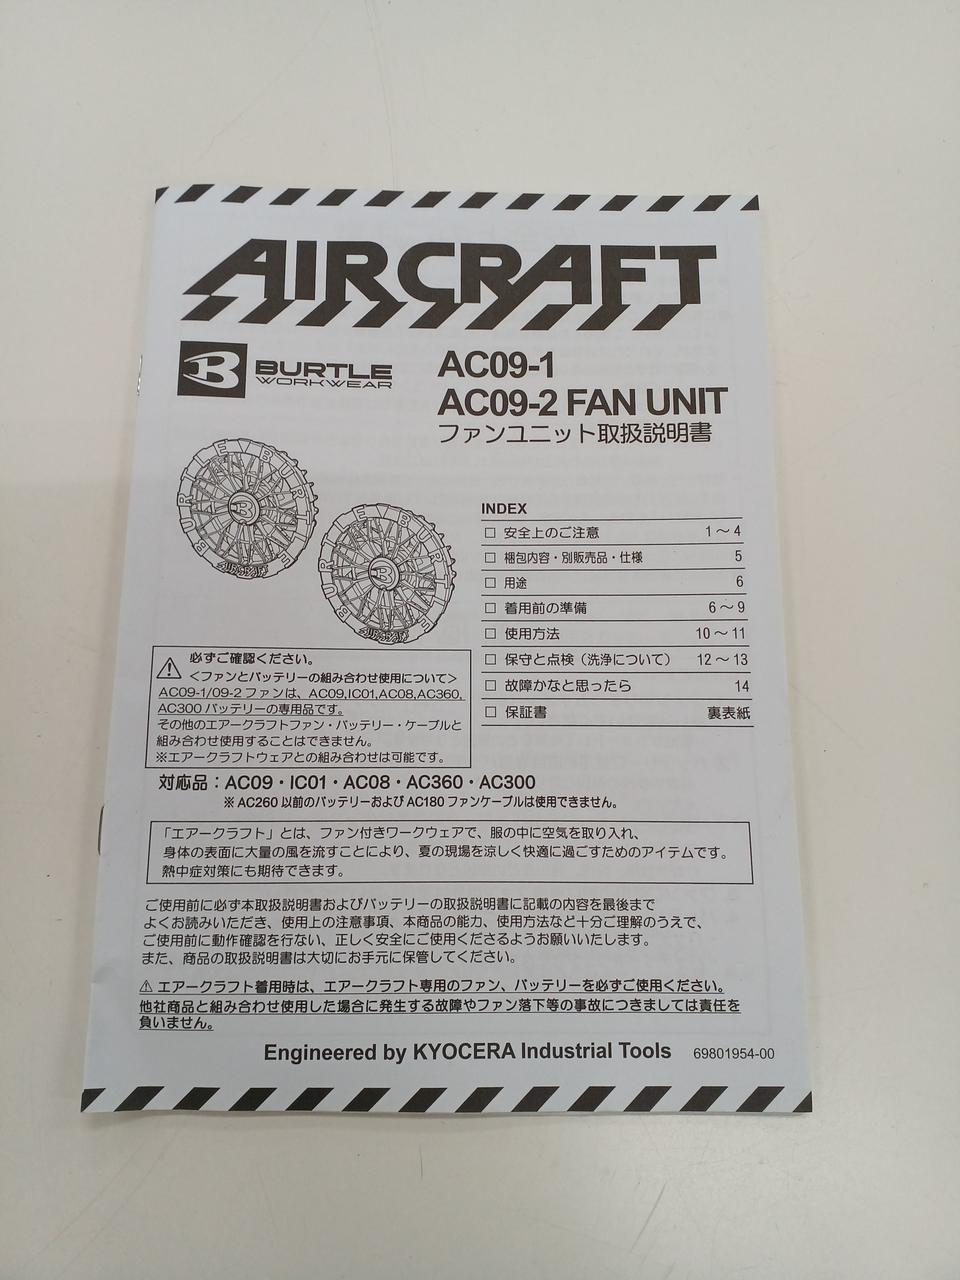 AIRCRAFT
B BURTLE
WORKWEAR
AC09-1
AC09-2 FAN UNIT
ファンユニット取扱説明書
BURTLE BURTLE
AIRCRAFT
B
BURTLE BURTLE
AIRCRAFT
B
INDEX
□ 安全上のご注意 1～4
□ 梱包内容・別販売品・仕様 5
□ 用途 6
□ 着用前の準備 6～9
□ 使用方法 10～11
□ 保守と点検（洗浄について） 12～13
□ 故障かなと思ったら 14
□ 保証書 裏表紙
必ずご確認ください。
＜ファンとバッテリーの組み合わせ使用について＞
AC09-1/09-2 ファンは、AC09,IC01,AC08,AC360,
AC300 バッテリーの専用品です。
その他のエアークラフトファン・バッテリー・ケーブルと
組み合わせ使用することはできません。
※エアークラフトウェアとの組み合わせは可能です。
対応品：AC09・IC01・AC08・AC360・AC300
※ AC260 以前のバッテリーおよび AC180 ファンケーブルは使用できません。
「エアークラフト」とは、ファン付きワークウェアで、服の中に空気を取り入れ、
身体の表面に大量の風を流すことにより、夏の現場を涼しく快適に過ごすためのアイテムです。
熱中症対策にも期待できます。
ご使用前に必ず本取扱説明書およびバッテリーの取扱説明書に記載の内容を最後まで
よくお読みいただき、使用上の注意事項、本商品の能力、使用方法など十分ご理解のうえで、
ご使用前に動作確認を行ない、正しく安全にご使用くださるようお願いいたします。
また、商品の取扱説明書は大切にお手元に保管してください。
⚠ エアークラフト着用時は、エアークラフト専用のファン、バッテリーを必ずご使用ください。
他社商品と組み合わせ使用した場合に発生する故障やファン落下等の事故につきましては責任を
負いません。
Engineered by KYOCERA Industrial Tools 69801954-00